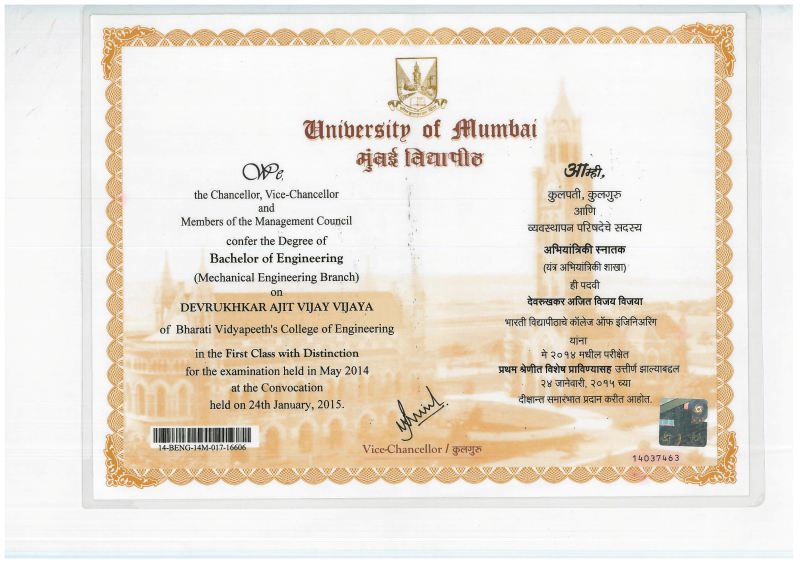 University of Mumbai
मुंबई विद्यापीठ
We,
the Chancellor, Vice-Chancellor
and
Members of the Management Council
confer the Degree of
Bachelor of Engineering
(Mechanical Engineering Branch)
on
DEVRUKHKAR AJIT VIJAY VIJAYA
of Bharati Vidyapeeth's College of Engineering
in the First Class with Distinction
for the examination held in May 2014
at the Convocation
held on 24th January, 2015.
14-BENG-14M-017-16606
आम्ही,
कुलपती, कुलगुरु
आणि
व्यवस्थापन परिषदेचे सदस्य
अभियांत्रिकी स्नातक
(यंत्र अभियांत्रिकी शाखा)
ही पदवी
देवरुखकर अजित विजय विजया
भारती विद्यापीठाचे कॉलेज ऑफ इंजिनिअरिंग
यांना
मे २०१४ मधील परीक्षेत
प्रथम श्रेणीत विशेष प्राविण्यासह उत्तीर्ण झाल्याबद्दल
२४ जानेवारी, २०१५ च्या
दीक्षान्त समारंभात प्रदान करीत आहोत.
Vice-Chancellor / कुलगुरु
14037463